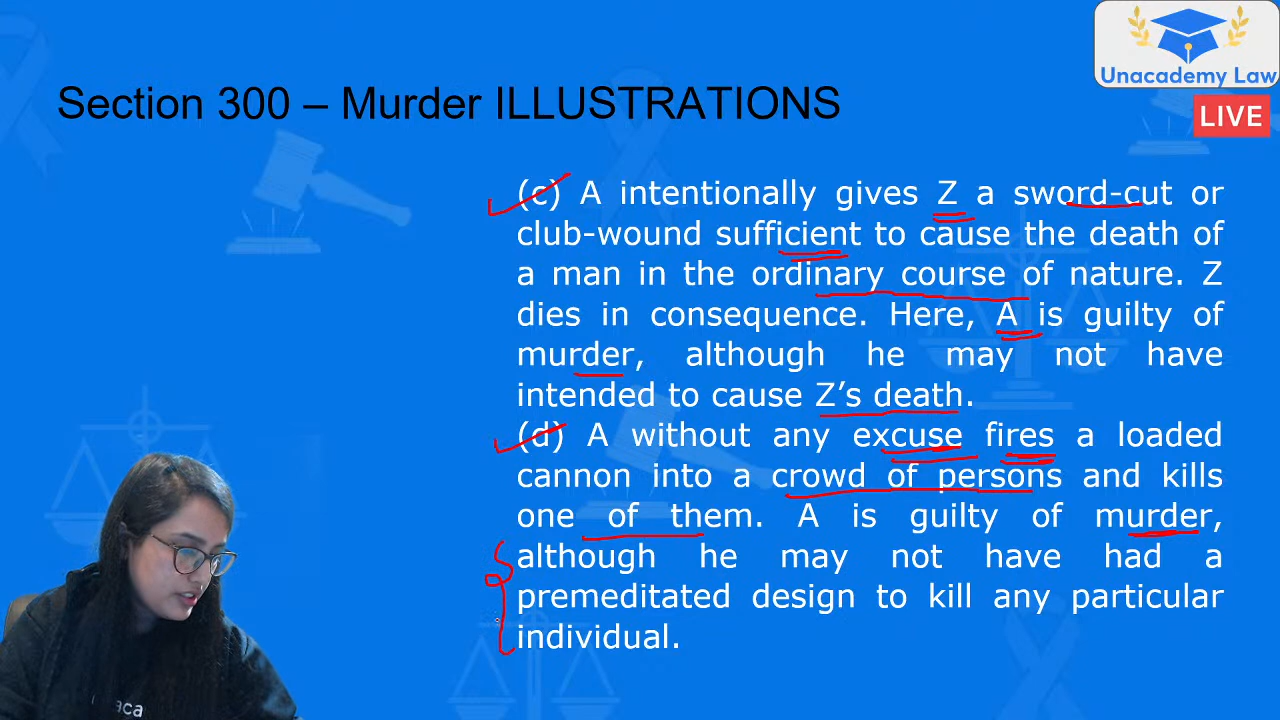 Unacademy Law
LIVE
Section 300 – Murder ILLUSTRATIONS
(c) A intentionally gives Z a sword-cut or
club-wound sufficient to cause the death of
a man in the ordinary course of nature. Z
dies in consequence. Here, A is guilty of
murder, although he may not have
intended to cause Z’s death.
(d) A without any excuse fires a loaded
cannon into a crowd of persons and kills
one of them. A is guilty of murder,
although he may not have had a
premeditated design to kill any particular
individual.